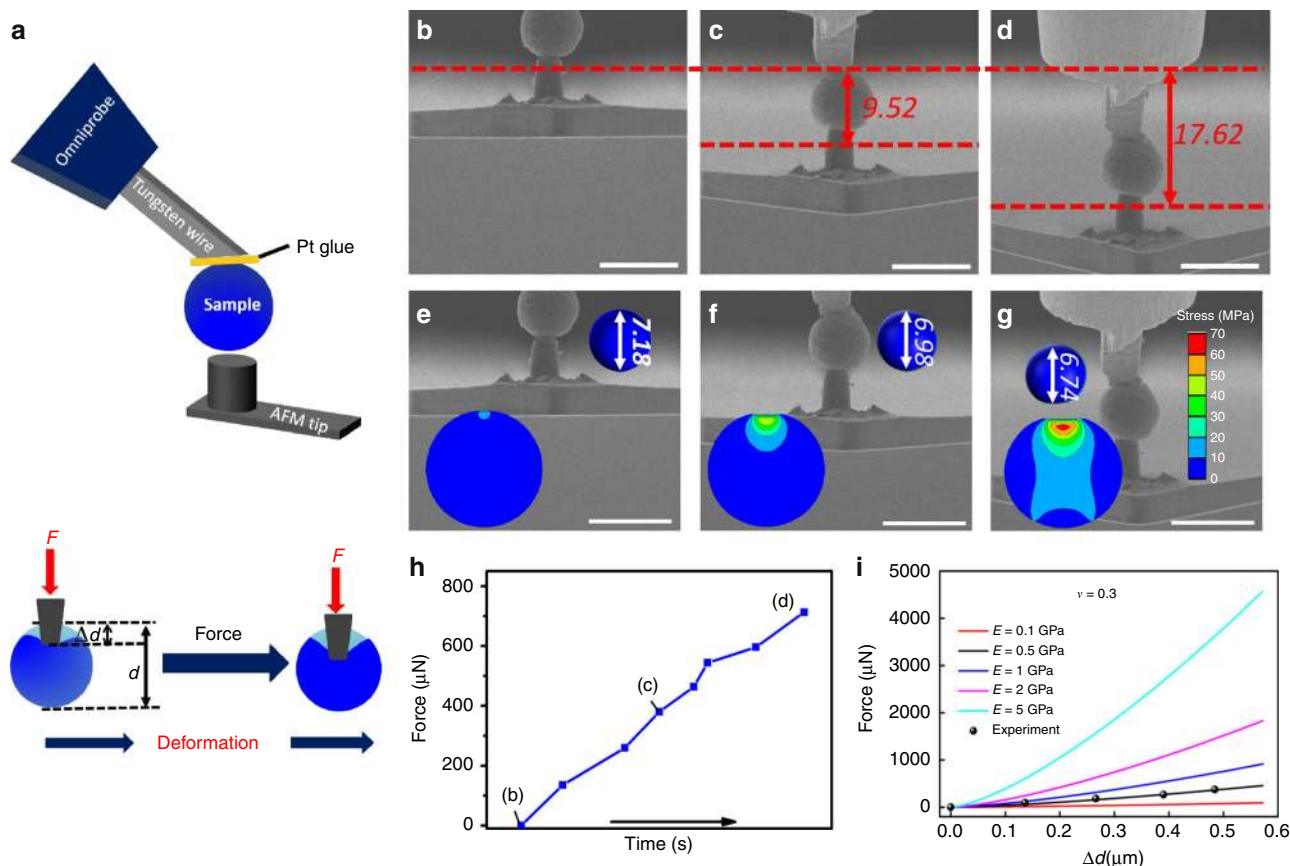 a
Omniprobe
Tungsten wire
Pt glue
Sample
AFM tip
F
F
Δd
d
Force
Deformation
b
c
9.52
d
17.62
e
7.18
f
6.98
g
6.74
Stress (MPa)
70
60
50
40
30
20
10
0
h
800
600
400
200
0
Force (μN)
(b)
(c)
(d)
Time (s)
i
5000
4000
3000
2000
1000
0
Force (μN)
ν = 0.3
E = 0.1 GPa
E = 0.5 GPa
E = 1 GPa
E = 2 GPa
E = 5 GPa
Experiment
0.0 0.1 0.2 0.3 0.4 0.5 0.6
Δd(μm)